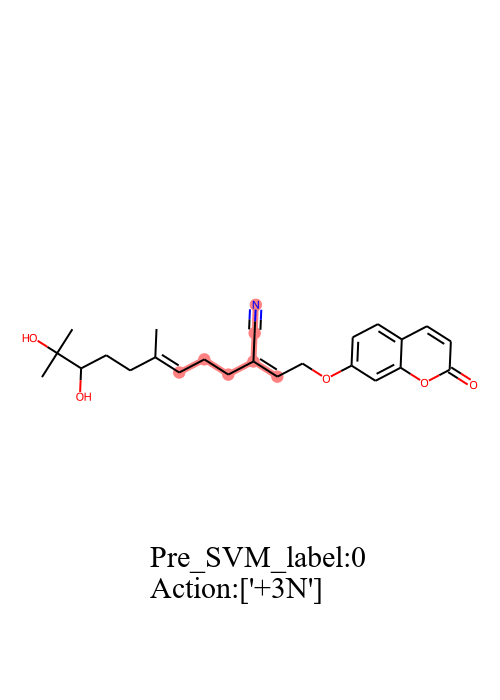 N
HO
OH
O
O
O
Pre_SVM_label:0
Action:['+3N']